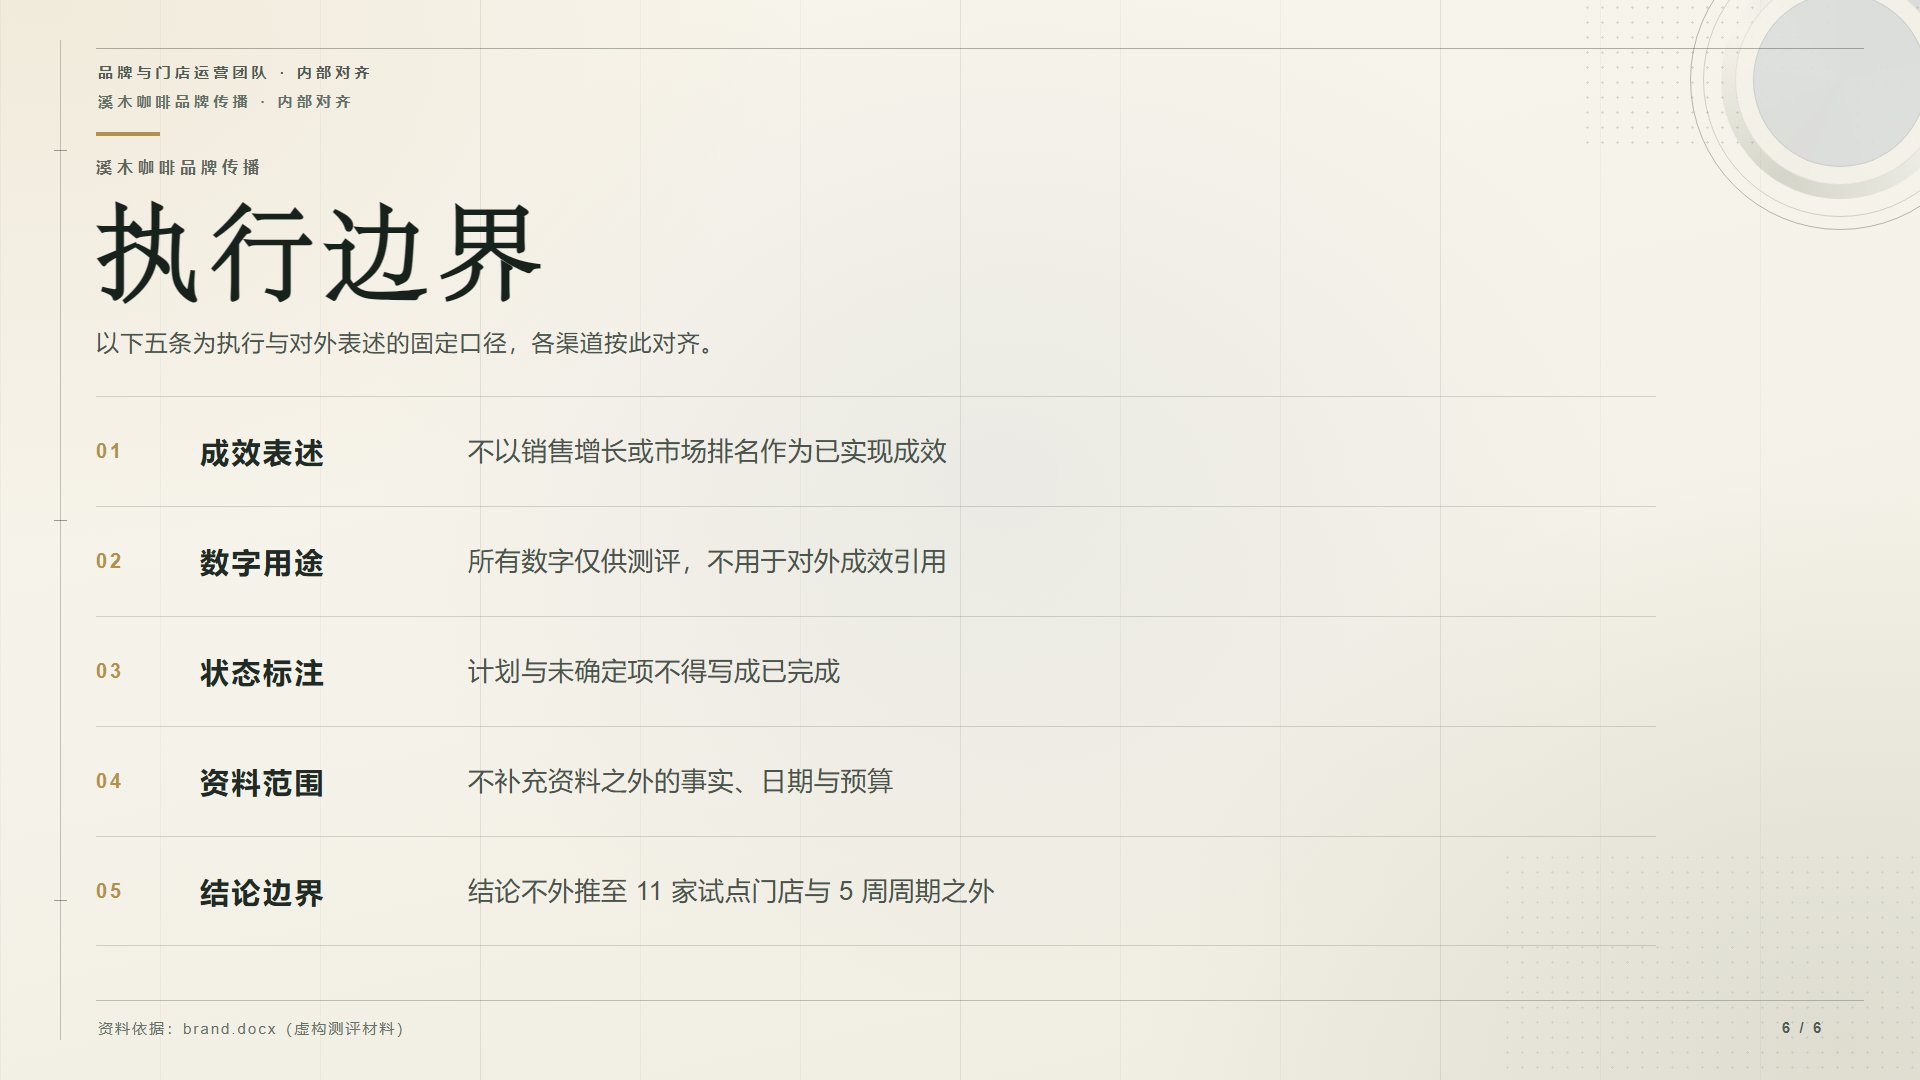 品牌与门店运营团队 · 内部对齐
溪木咖啡品牌传播 · 内部对齐
溪木咖啡品牌传播
执行边界
以下五条为执行与对外表述的固定口径，各渠道按此对齐。
01 成效表述 不以销售增长或市场排名作为已实现成效
02 数字用途 所有数字仅供测评，不用于对外成效引用
03 状态标注 计划与未确定项不得写成已完成
04 资料范围 不补充资料之外的事实、日期与预算
05 结论边界 结论不外推至 11 家试点门店与 5 周周期之外
资料依据：brand.docx（虚构测评材料）
6 / 6